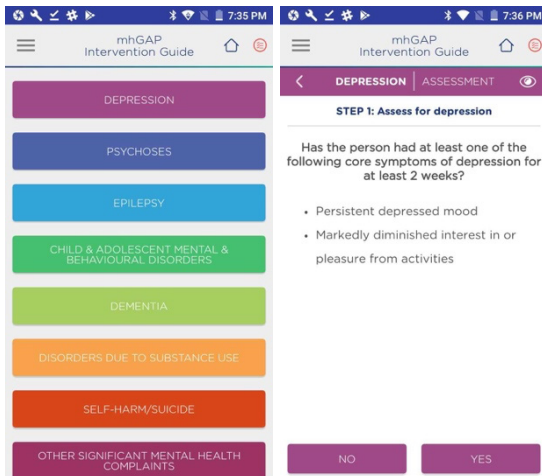 7:35 PM
mhGAP
Intervention Guide
DEPRESSION
PSYCHOSES
EPILEPSY
CHILD & ADOLESCENT MENTAL &
BEHAVIOURAL DISORDERS
DEMENTIA
DISORDERS DUE TO SUBSTANCE USE
SELF-HARM/SUICIDE
OTHER SIGNIFICANT MENTAL HEALTH
COMPLAINTS
7:36 PM
mhGAP
Intervention Guide
DEPRESSION | ASSESSMENT
STEP 1: Assess for depression
Has the person had at least one of the
following core symptoms of depression for
at least 2 weeks?
• Persistent depressed mood
• Markedly diminished interest in or
pleasure from activities
NO
YES